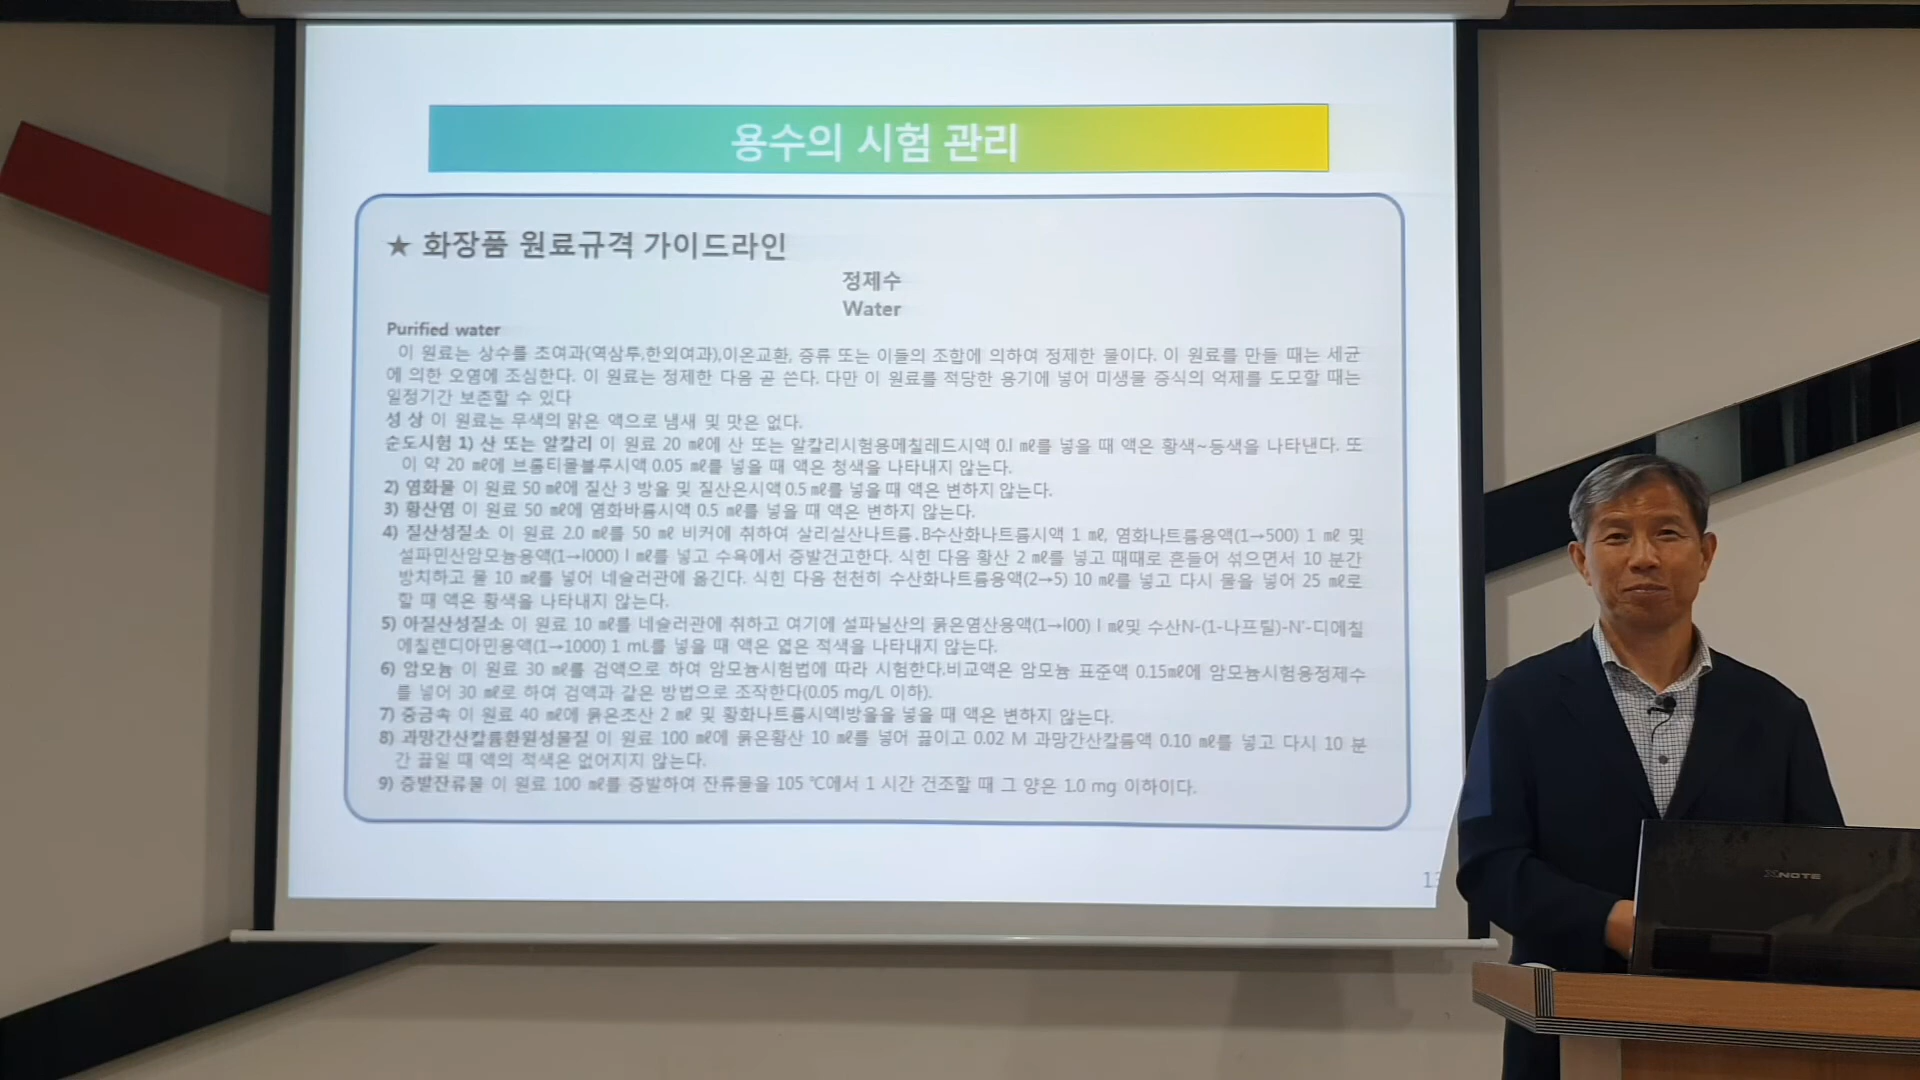 용수의 시험 관리
★ 화장품 원료규격 가이드라인
정제수
Water
Purified water
이 원료는 상수를 초여과(역삼투,한외여과),이온교환, 증류 또는 이들의 조합에 의하여 정제한 물이다. 이 원료를 만들 때는 세균
에 의한 오염에 조심한다. 이 원료는 정제한 다음 곧 쓴다. 다만 이 원료를 적당한 용기에 넣어 미생물 증식의 억제를 도모할 때는
일정기간 보존할 수 있다
성 상 이 원료는 무색의 맑은 액으로 냄새 및 맛은 없다.
순도시험 1) 산 또는 알칼리 이 원료 20 ㎖에 산 또는 알칼리시험용메칠레드시액 0.l ㎖를 넣을 때 액은 황색~등색을 나타낸다. 또
이 약 20 ㎖에 브롬티몰블루시액 0.05 ㎖를 넣을 때 액은 청색을 나타내지 않는다.
2) 염화물 이 원료 50 ㎖에 질산 3 방울 및 질산은시액 0.5 ㎖를 넣을 때 액은 변하지 않는다.
3) 황산염 이 원료 50 ㎖에 염화바륨시액 0.5 ㎖를 넣을 때 액은 변하지 않는다.
4) 질산성질소 이 원료 2.0 ㎖를 50 ㎖ 비커에 취하여 살리실산나트륨.B수산화나트륨시액 1 ㎖, 염화나트륨용액(1→500) 1 ㎖ 및
설파민산암모늄용액(1→l000) l ㎖를 넣고 수욕에서 증발건고한다. 식힌 다음 황산 2 ㎖를 넣고 때때로 흔들어 섞으면서 10 분간
방치하고 물 10 ㎖를 넣어 네슬러관에 옮긴다. 식힌 다음 천천히 수산화나트륨용액(2→5) 10 ㎖를 넣고 다시 물을 넣어 25 ㎖로
할 때 액은 황색을 나타내지 않는다.
5) 아질산성질소 이 원료 10 ㎖를 네슬러관에 취하고 여기에 설파닐산의 묽은염산용액(1→l00) l ㎖및 수산N-(1-나프틸)-N'-디에칠
에칠렌디아민용액(1→1000) 1 mL를 넣을 때 액은 엷은 적색을 나타내지 않는다.
6) 암모늄 이 원료 30 ㎖를 검액으로 하여 암모늄시험법에 따라 시험한다.비교액은 암모늄 표준액 0.15㎖에 암모늄시험용정제수
를 넣어 30 ㎖로 하여 검액과 같은 방법으로 조작한다(0.05 mg/L 이하).
7) 중금속 이 원료 40 ㎖에 묽은초산 2 ㎖ 및 황화나트륨시액l방울을 넣을 때 액은 변하지 않는다.
8) 과망간산칼륨환원성물질 이 원료 100 ㎖에 묽은황산 10 ㎖를 넣어 끓이고 0.02 M 과망간산칼륨액 0.10 ㎖를 넣고 다시 10 분
간 끓일 때 액의 적색은 없어지지 않는다.
9) 증발잔류물 이 원료 100 ㎖를 증발하여 잔류물을 105 ℃에서 1 시간 건조할 때 그 양은 1.0 mg 이하이다.
XNOTE